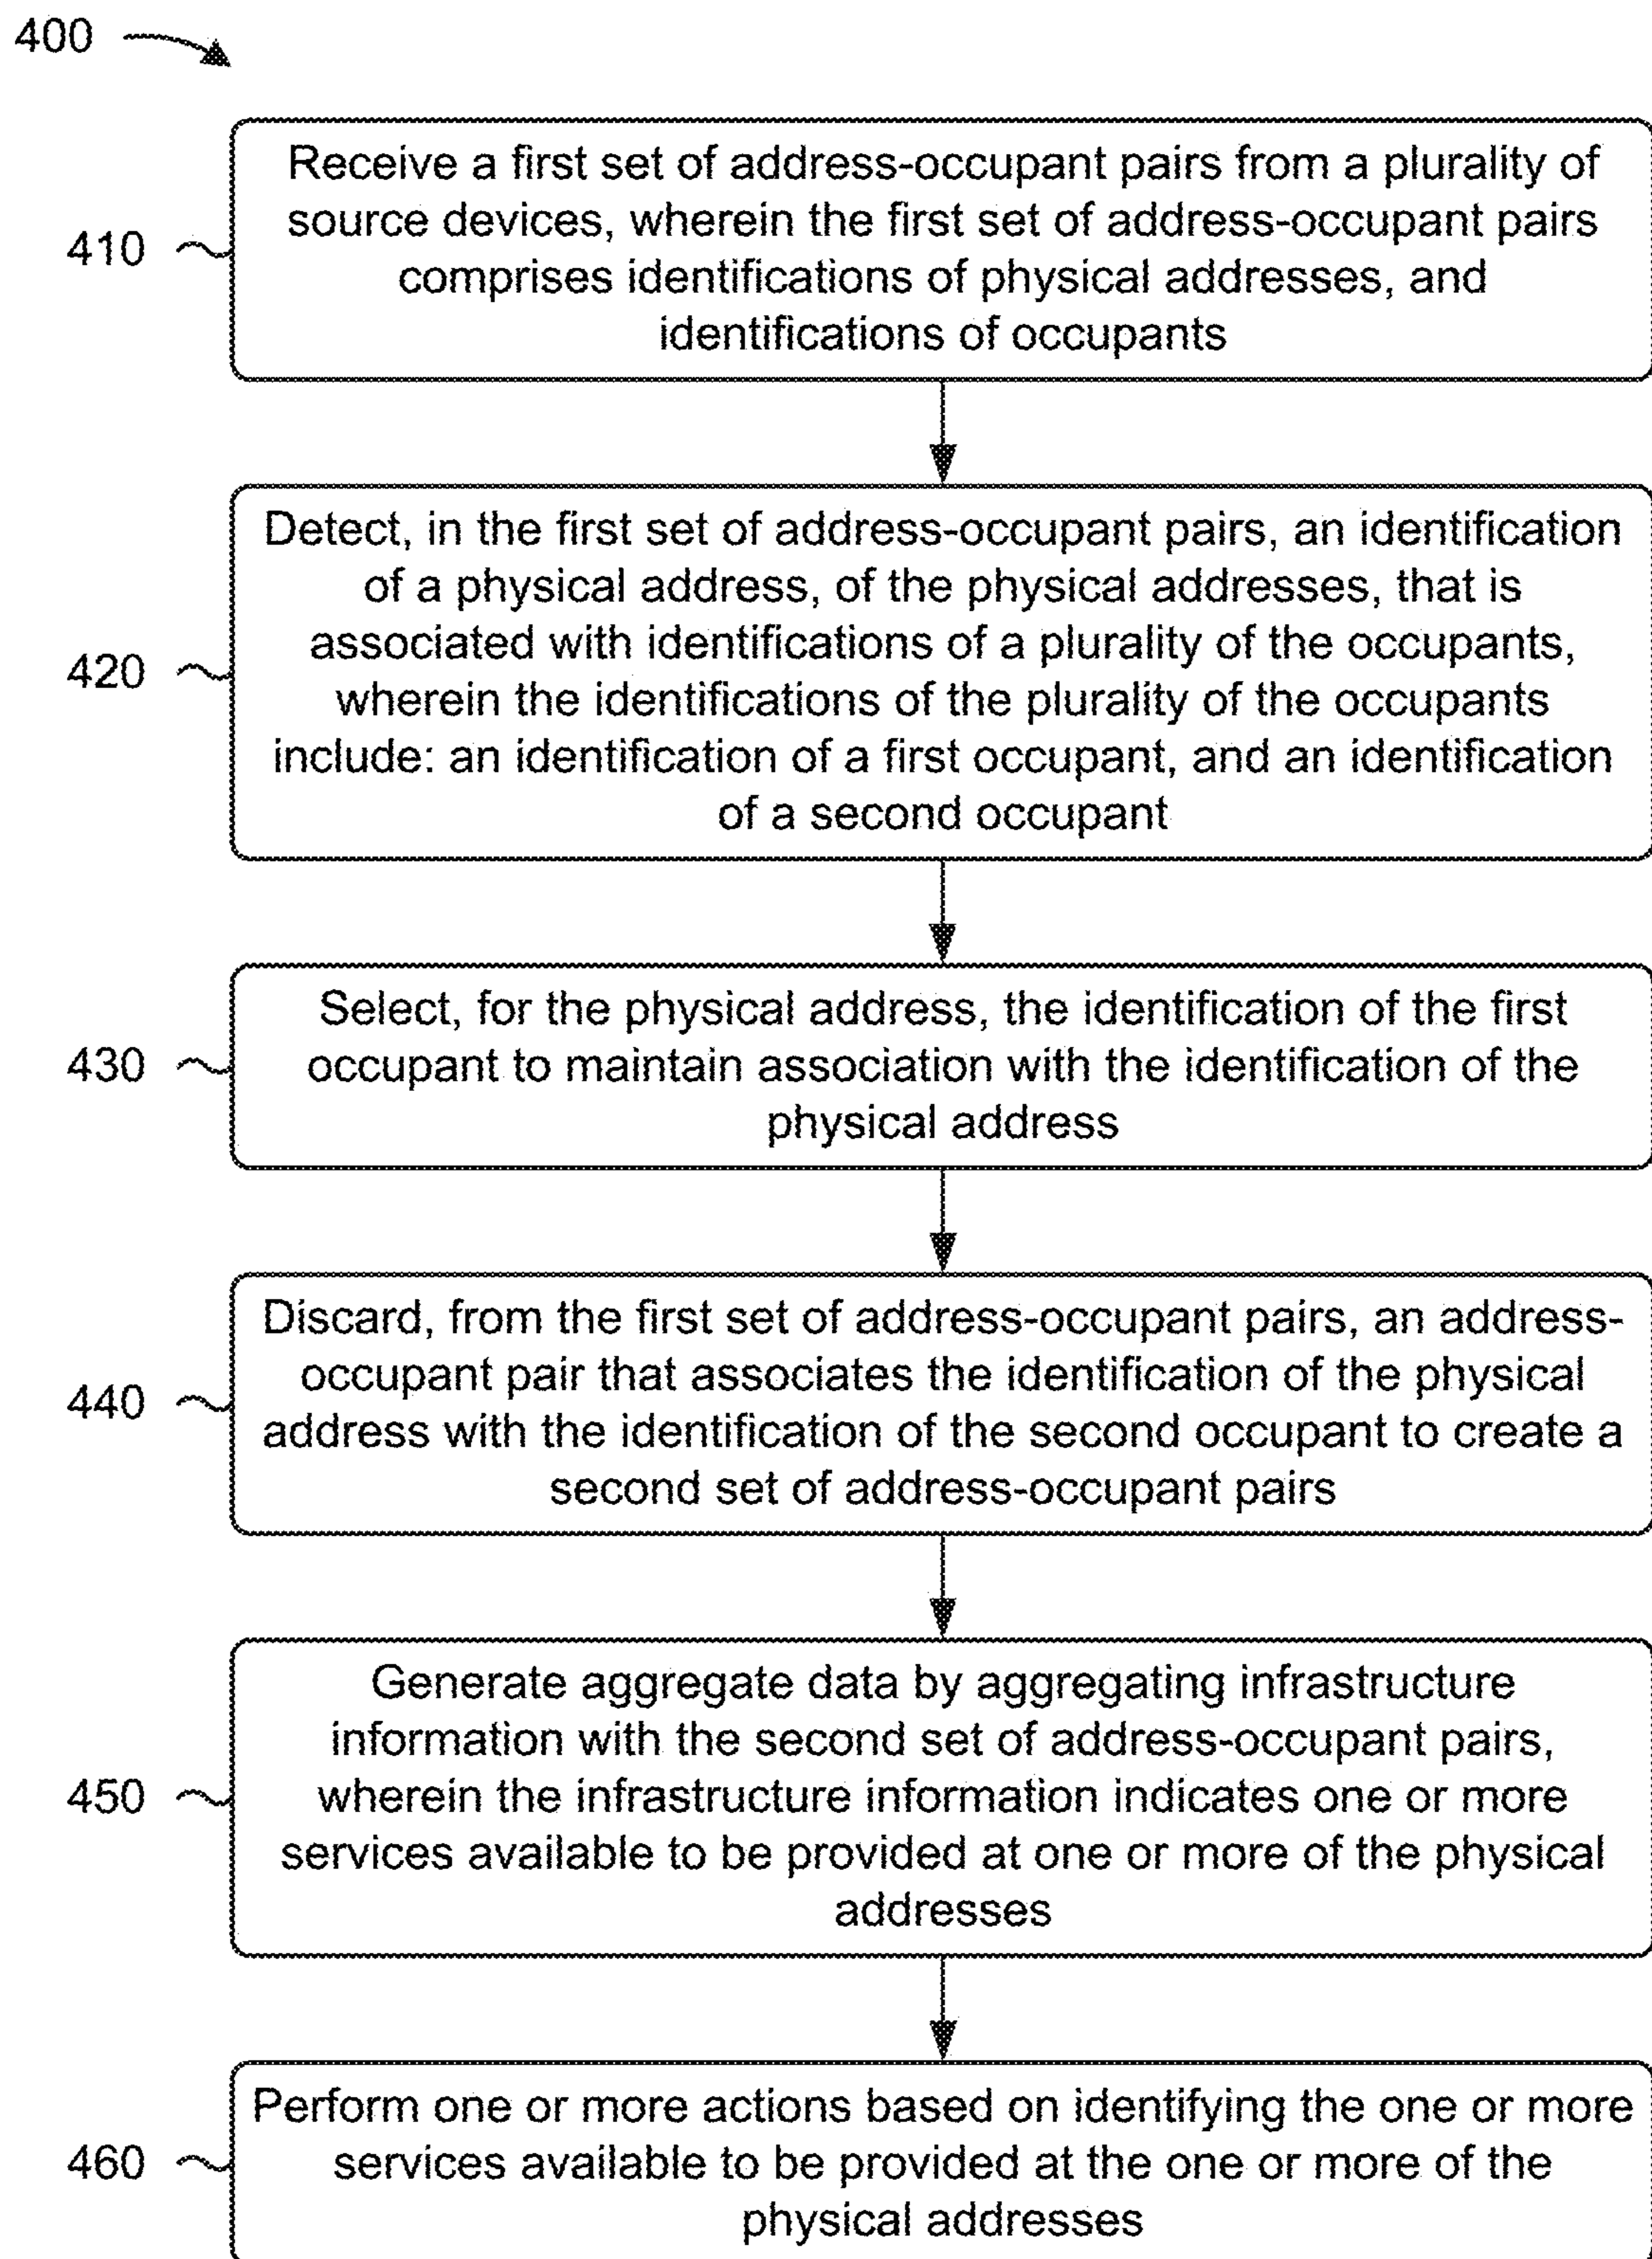 400
Receive a first set of address-occupant pairs from a plurality of
source devices, wherein the first set of address-occupant pairs
comprises identifications of physical addresses, and
identifications of occupants
410
Detect, in the first set of address-occupant pairs, an identification
of a physical address, of the physical addresses, that is
associated with identifications of a plurality of the occupants,
wherein the identifications of the plurality of the occupants
include: an identification of a first occupant, and an identification
of a second occupant
420
Select, for the physical address, the identification of the first
occupant to maintain association with the identification of the
physical address
430
Discard, from the first set of address-occupant pairs, an address-
occupant pair that associates the identification of the physical
address with the identification of the second occupant to create a
second set of address-occupant pairs
440
Generate aggregate data by aggregating infrastructure
information with the second set of address-occupant pairs,
wherein the infrastructure information indicates one or more
services available to be provided at one or more of the physical
addresses
450
Perform one or more actions based on identifying the one or more
services available to be provided at the one or more of the
physical addresses
460